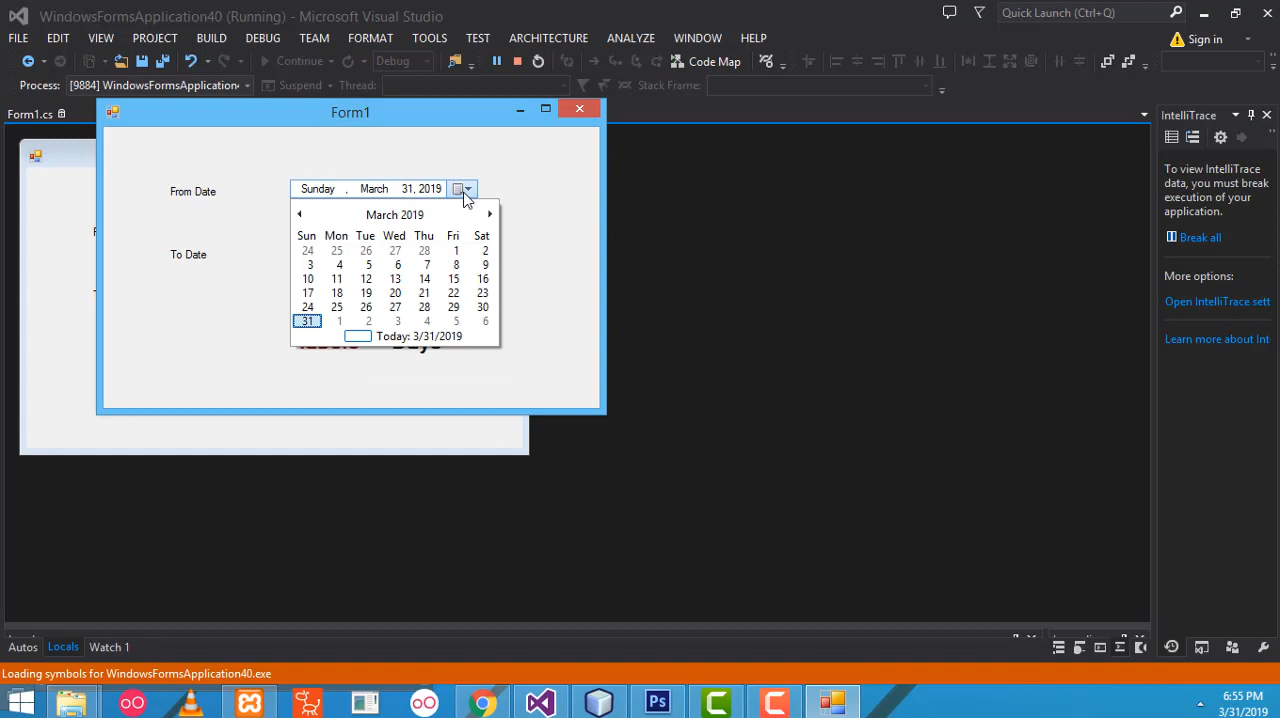 WindowsFormsApplication40 (Running) - Microsoft Visual Studio
Quick Launch (Ctrl+Q)
FILE EDIT VIEW PROJECT BUILD DEBUG TEAM FORMAT TOOLS TEST ARCHITECTURE ANALYZE WINDOW HELP
Sign in
Continue Debug Code Map
Process: [9884] WindowsFormsApplication Suspend Thread: Stack Frame:
Form1.cs
Form1
From Date
Sunday , March 31, 2019
March 2019
Sun Mon Tue Wed Thu Fri Sat
24 25 26 27 28 1 2
3 4 5 6 7 8 9
10 11 12 13 14 15 16
17 18 19 20 21 22 23
24 25 26 27 28 29 30
31 1 2 3 4 5 6
Today: 3/31/2019
To Date
IntelliTrace
To view IntelliTrace
data, you must break
execution of your
application.
Break all
More options:
Open IntelliTrace sett
Learn more about Int
Autos Locals Watch 1
Loading symbols for WindowsFormsApplication40.exe
Ps
6:55 PM
3/31/2019